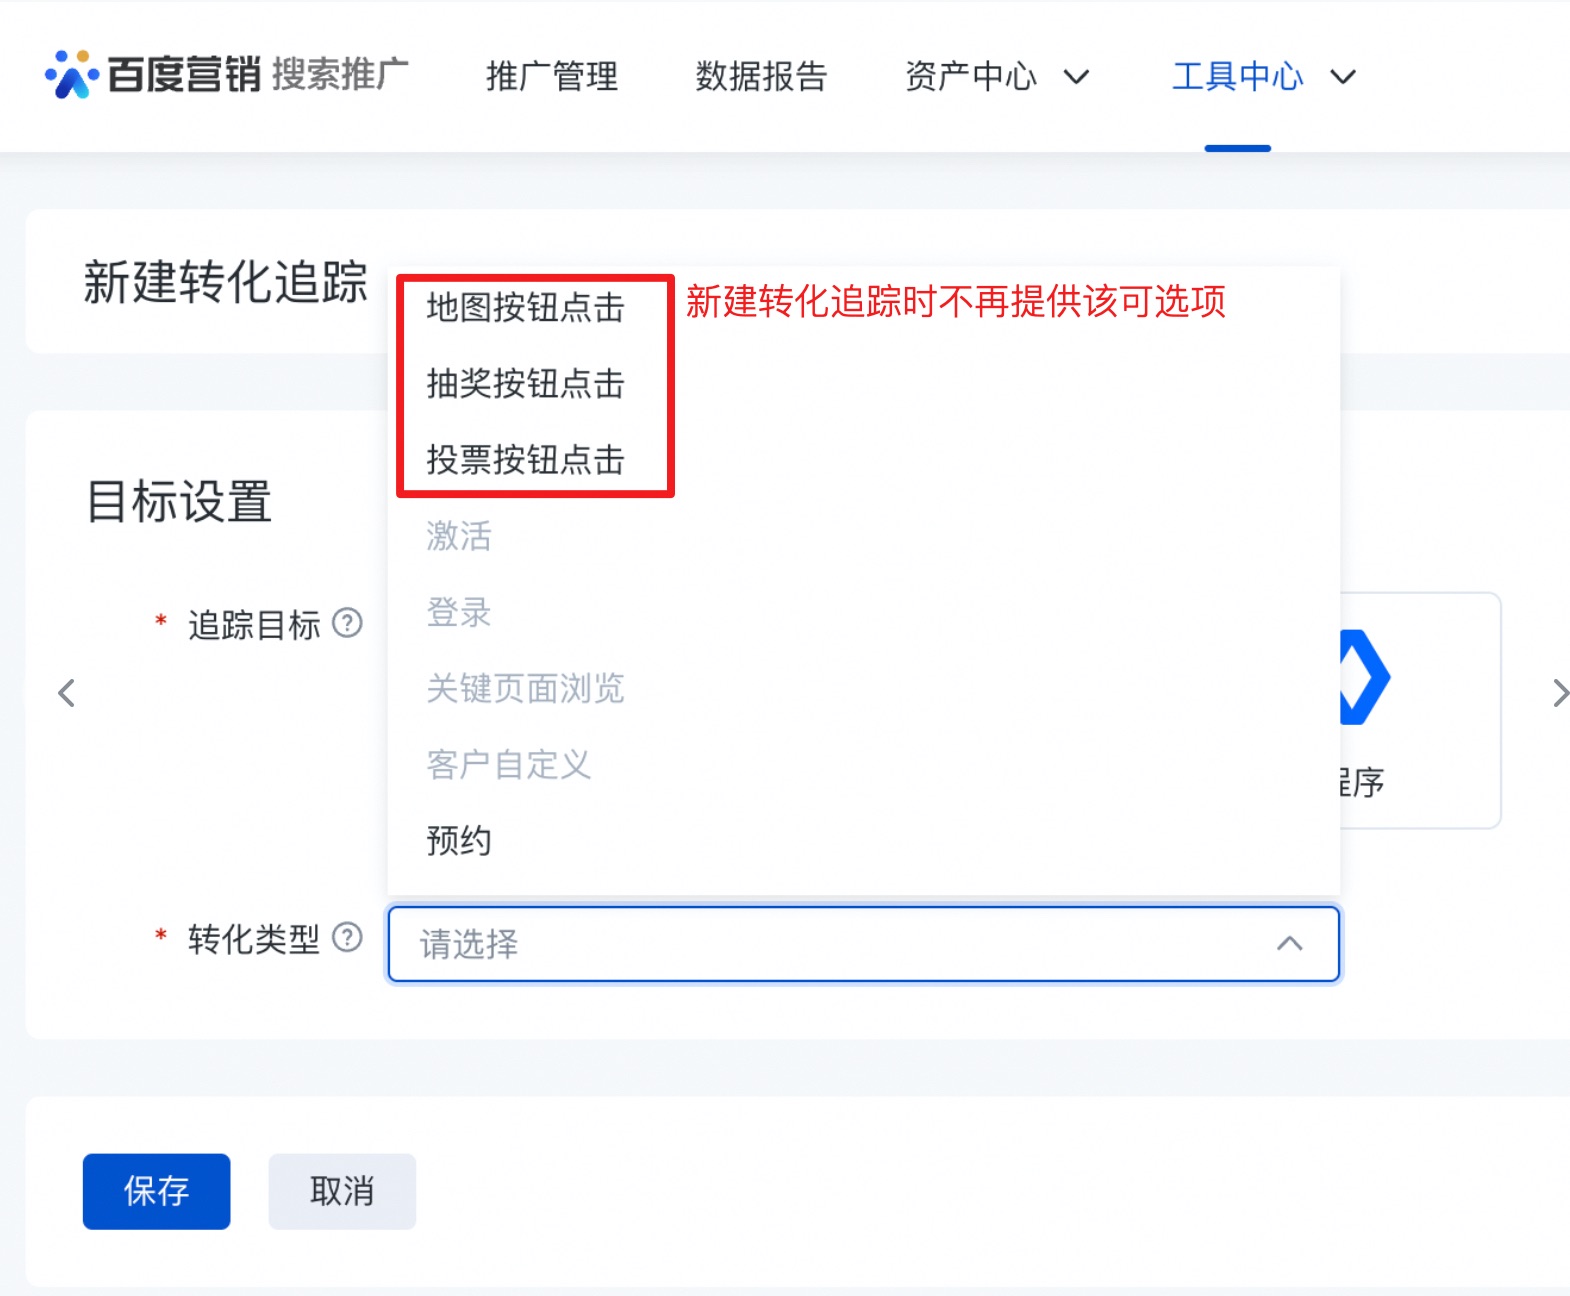 百度营销 搜索推广 推广管理 数据报告 资产中心 工具中心
新建转化追踪
地图按钮点击 新建转化追踪时不再提供该可选项
抽奖按钮点击
投票按钮点击
目标设置
激活
登录
* 追踪目标 ?
关键页面浏览
客户自定义
程序
预约
* 转化类型 ? 请选择
保存 取消